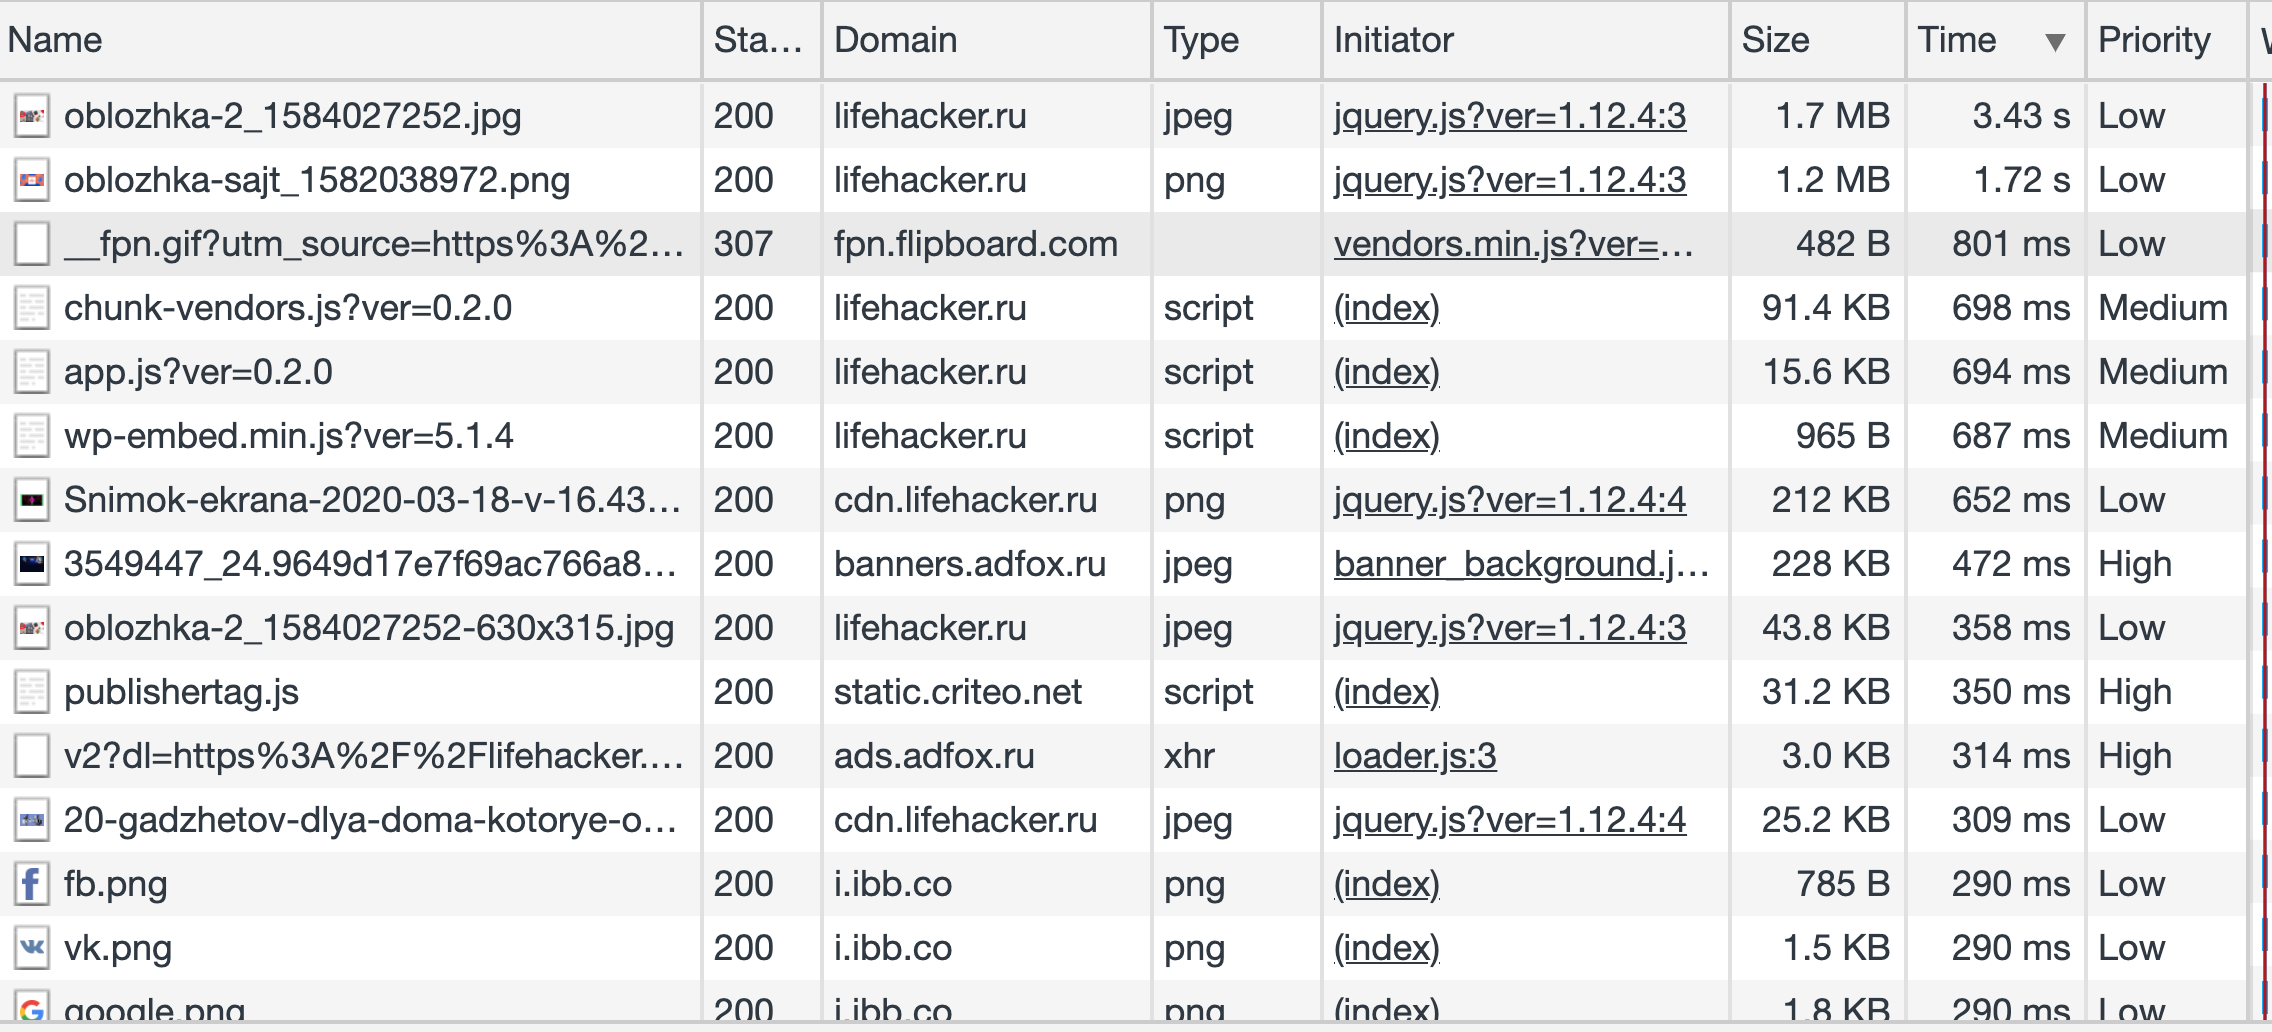 Name Sta... Domain Type Initiator Size Time ▼ Priority
oblozhka-2_1584027252.jpg 200 lifehacker.ru jpeg jquery.js?ver=1.12.4:3 1.7 MB 3.43 s Low
oblozhka-sajt_1582038972.png 200 lifehacker.ru png jquery.js?ver=1.12.4:3 1.2 MB 1.72 s Low
__fpn.gif?utm_source=https%3A%2... 307 fpn.flipboard.com vendors.min.js?ver=... 482 B 801 ms Low
chunk-vendors.js?ver=0.2.0 200 lifehacker.ru script (index) 91.4 KB 698 ms Medium
app.js?ver=0.2.0 200 lifehacker.ru script (index) 15.6 KB 694 ms Medium
wp-embed.min.js?ver=5.1.4 200 lifehacker.ru script (index) 965 B 687 ms Medium
Snimok-ekrana-2020-03-18-v-16.43... 200 cdn.lifehacker.ru png jquery.js?ver=1.12.4:4 212 KB 652 ms Low
3549447_24.9649d17e7f69ac766a8... 200 banners.adfox.ru jpeg banner_background.j... 228 KB 472 ms High
oblozhka-2_1584027252-630x315.jpg 200 lifehacker.ru jpeg jquery.js?ver=1.12.4:3 43.8 KB 358 ms Low
publishertag.js 200 static.criteo.net script (index) 31.2 KB 350 ms High
v2?dl=https%3A%2F%2Flifehacker.... 200 ads.adfox.ru xhr loader.js:3 3.0 KB 314 ms High
20-gadzhetov-dlya-doma-kotorye-o... 200 cdn.lifehacker.ru jpeg jquery.js?ver=1.12.4:4 25.2 KB 309 ms Low
fb.png 200 i.ibb.co png (index) 785 B 290 ms Low
vk.png 200 i.ibb.co png (index) 1.5 KB 290 ms Low
google.png 200 i.ibb.co png (index) 1.8 KB 290 ms Low